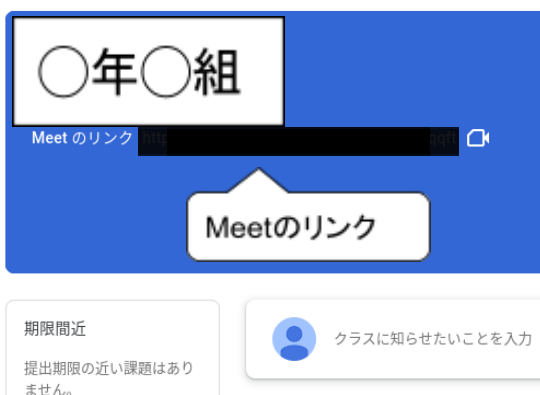 ◯年◯組
Meet のリンク
Meetのリンク
期限間近
クラスに知らせたいことを入力
提出期限の近い課題はあり
ません。